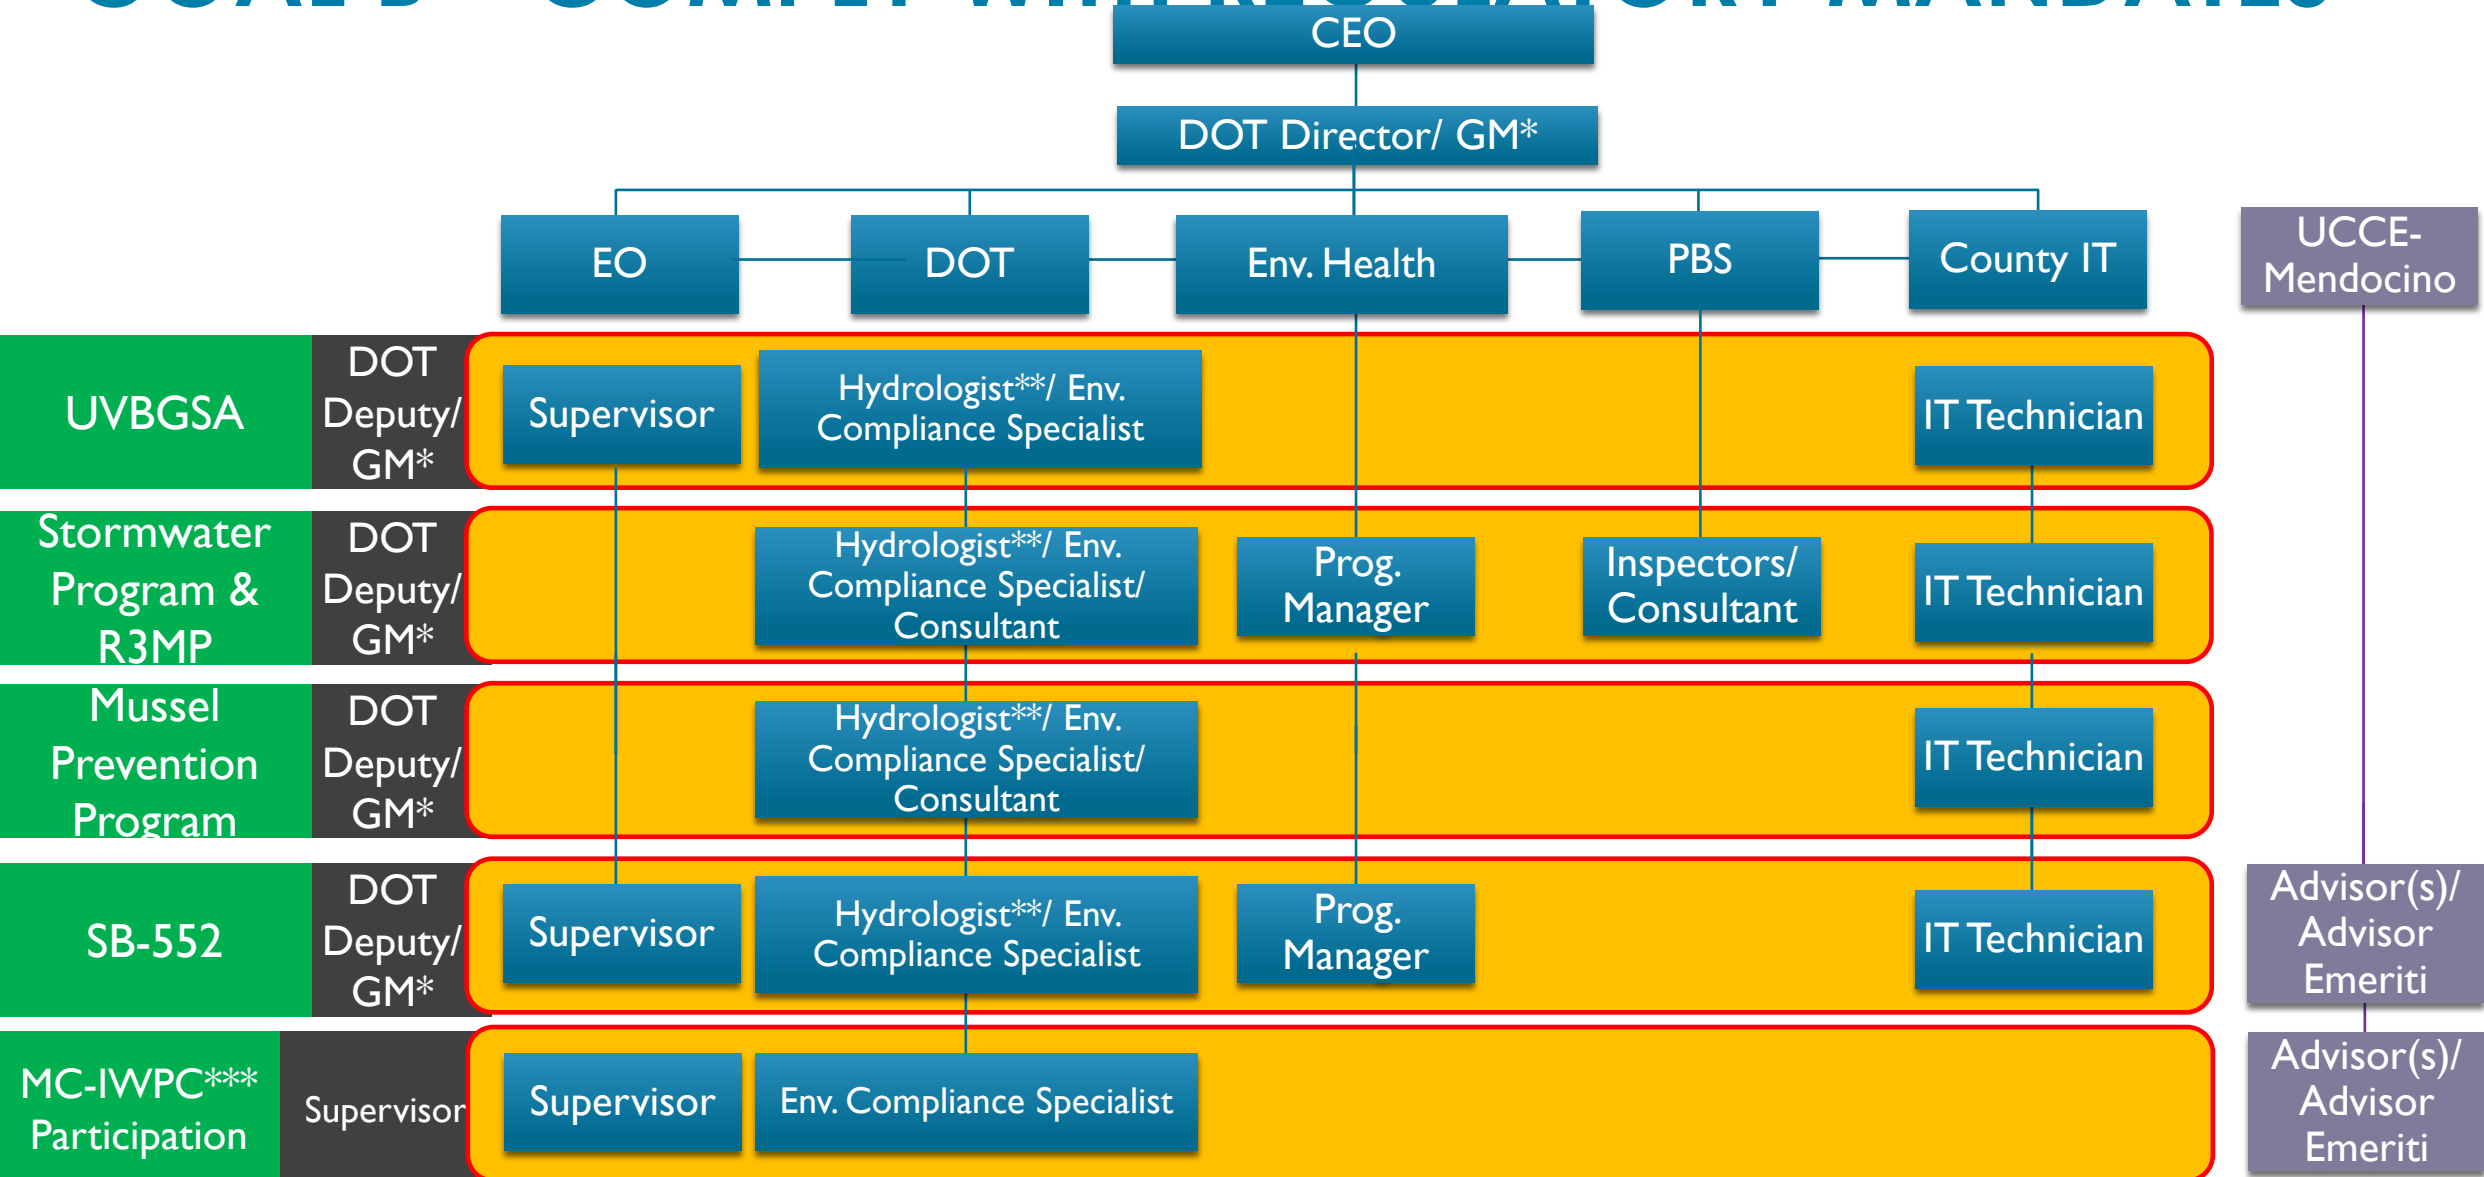 COMPLY WITH REGULATORY MANDATES
CEO
DOT Director/ GM*
EO
DOT
Env. Health
PBS
County IT
UCCE-
Mendocino
UVBGSA
DOT
Deputy/
GM*
Supervisor
Hydrologist**/ Env.
Compliance Specialist
IT Technician
Stormwater
Program &
R3MP
DOT
Deputy/
GM*
Hydrologist**/ Env.
Compliance Specialist/
Consultant
Prog.
Manager
Inspectors/
Consultant
IT Technician
Mussel
Prevention
Program
DOT
Deputy/
GM*
Hydrologist**/ Env.
Compliance Specialist/
Consultant
IT Technician
SB-552
DOT
Deputy/
GM*
Supervisor
Hydrologist**/ Env.
Compliance Specialist
Prog.
Manager
IT Technician
Advisor(s)/
Advisor
Emeriti
MC-IWPC***
Participation
Supervisor
Supervisor
Env. Compliance Specialist
Advisor(s)/
Advisor
Emeriti